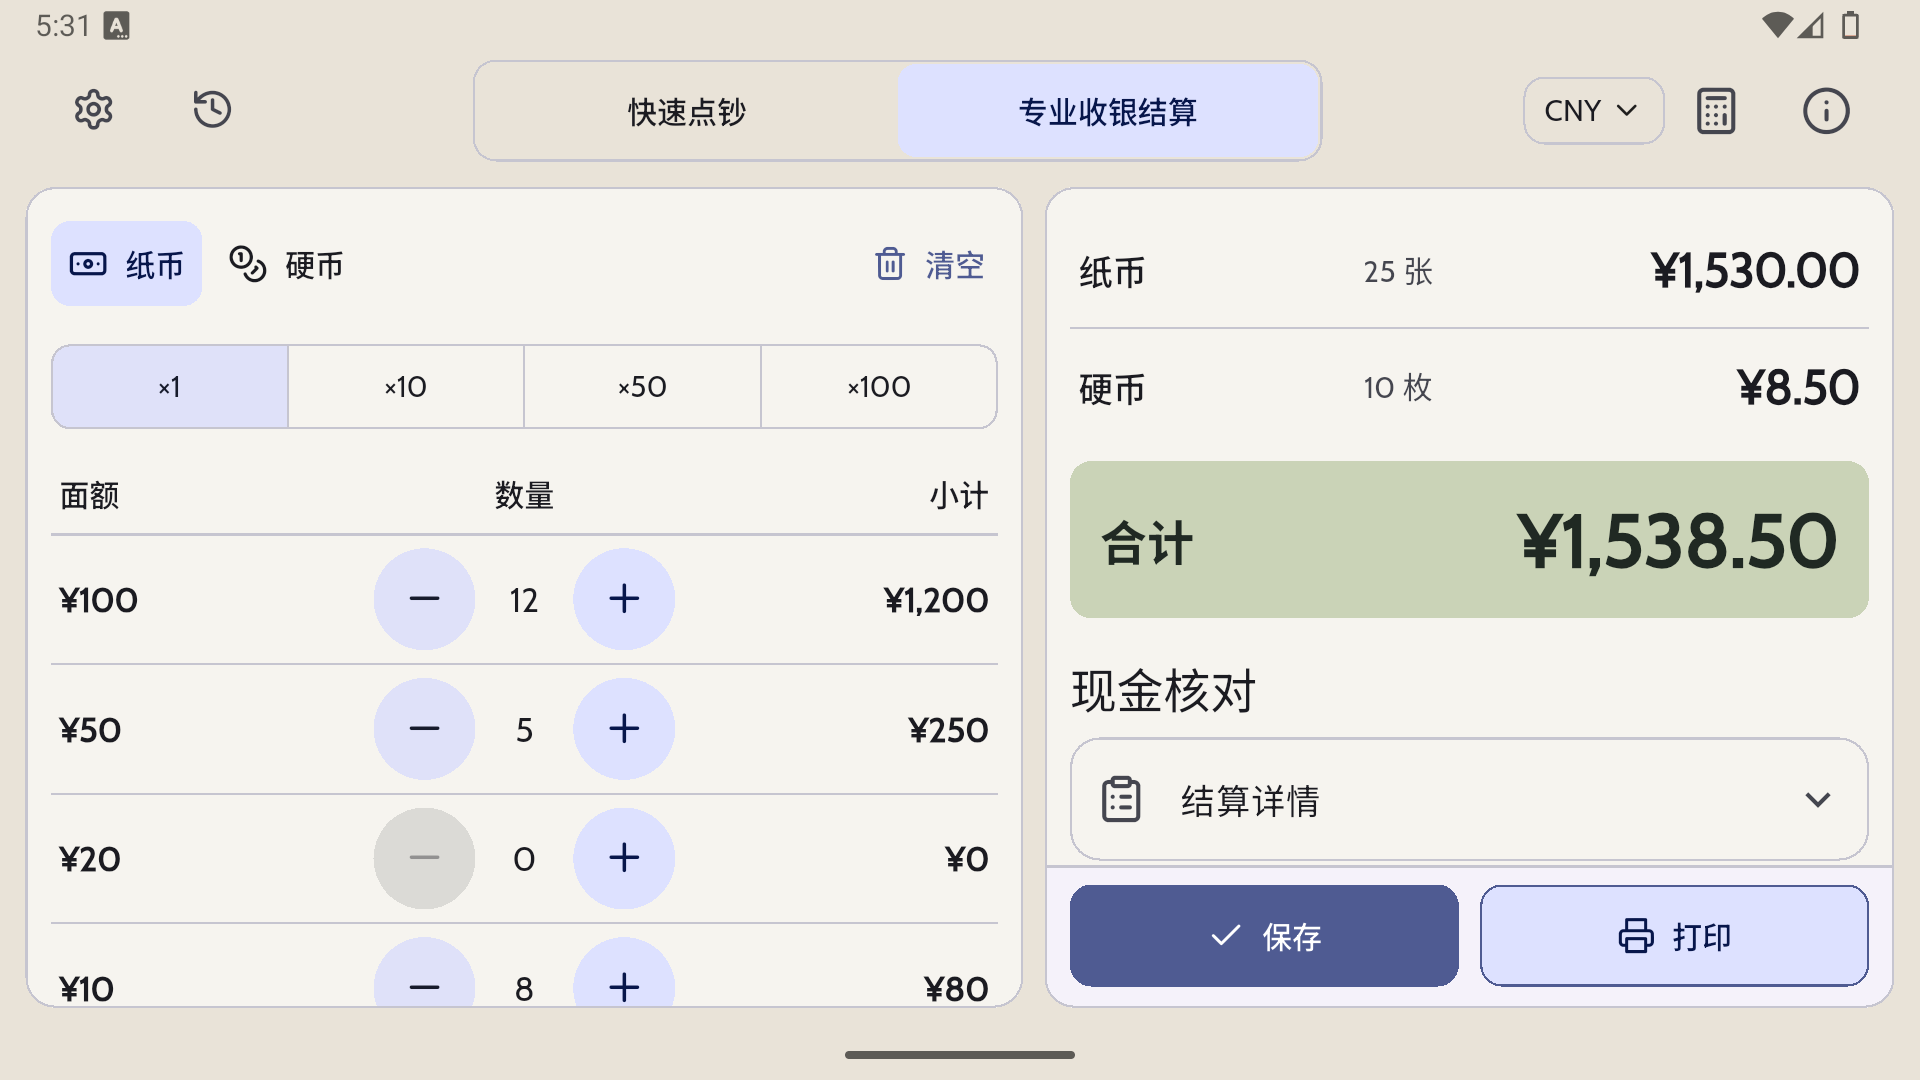 5:31 A
快速点钞
专业收银结算
CNY
纸币
硬币
清空
×1
×10
×50
×100
面额
数量
小计
¥100
12
¥1,200
¥50
5
¥250
¥20
0
¥0
¥10
8
¥80
纸币
25 张
¥1,530.00
硬币
10 枚
¥8.50
合计
¥1,538.50
现金核对
结算详情
保存
打印